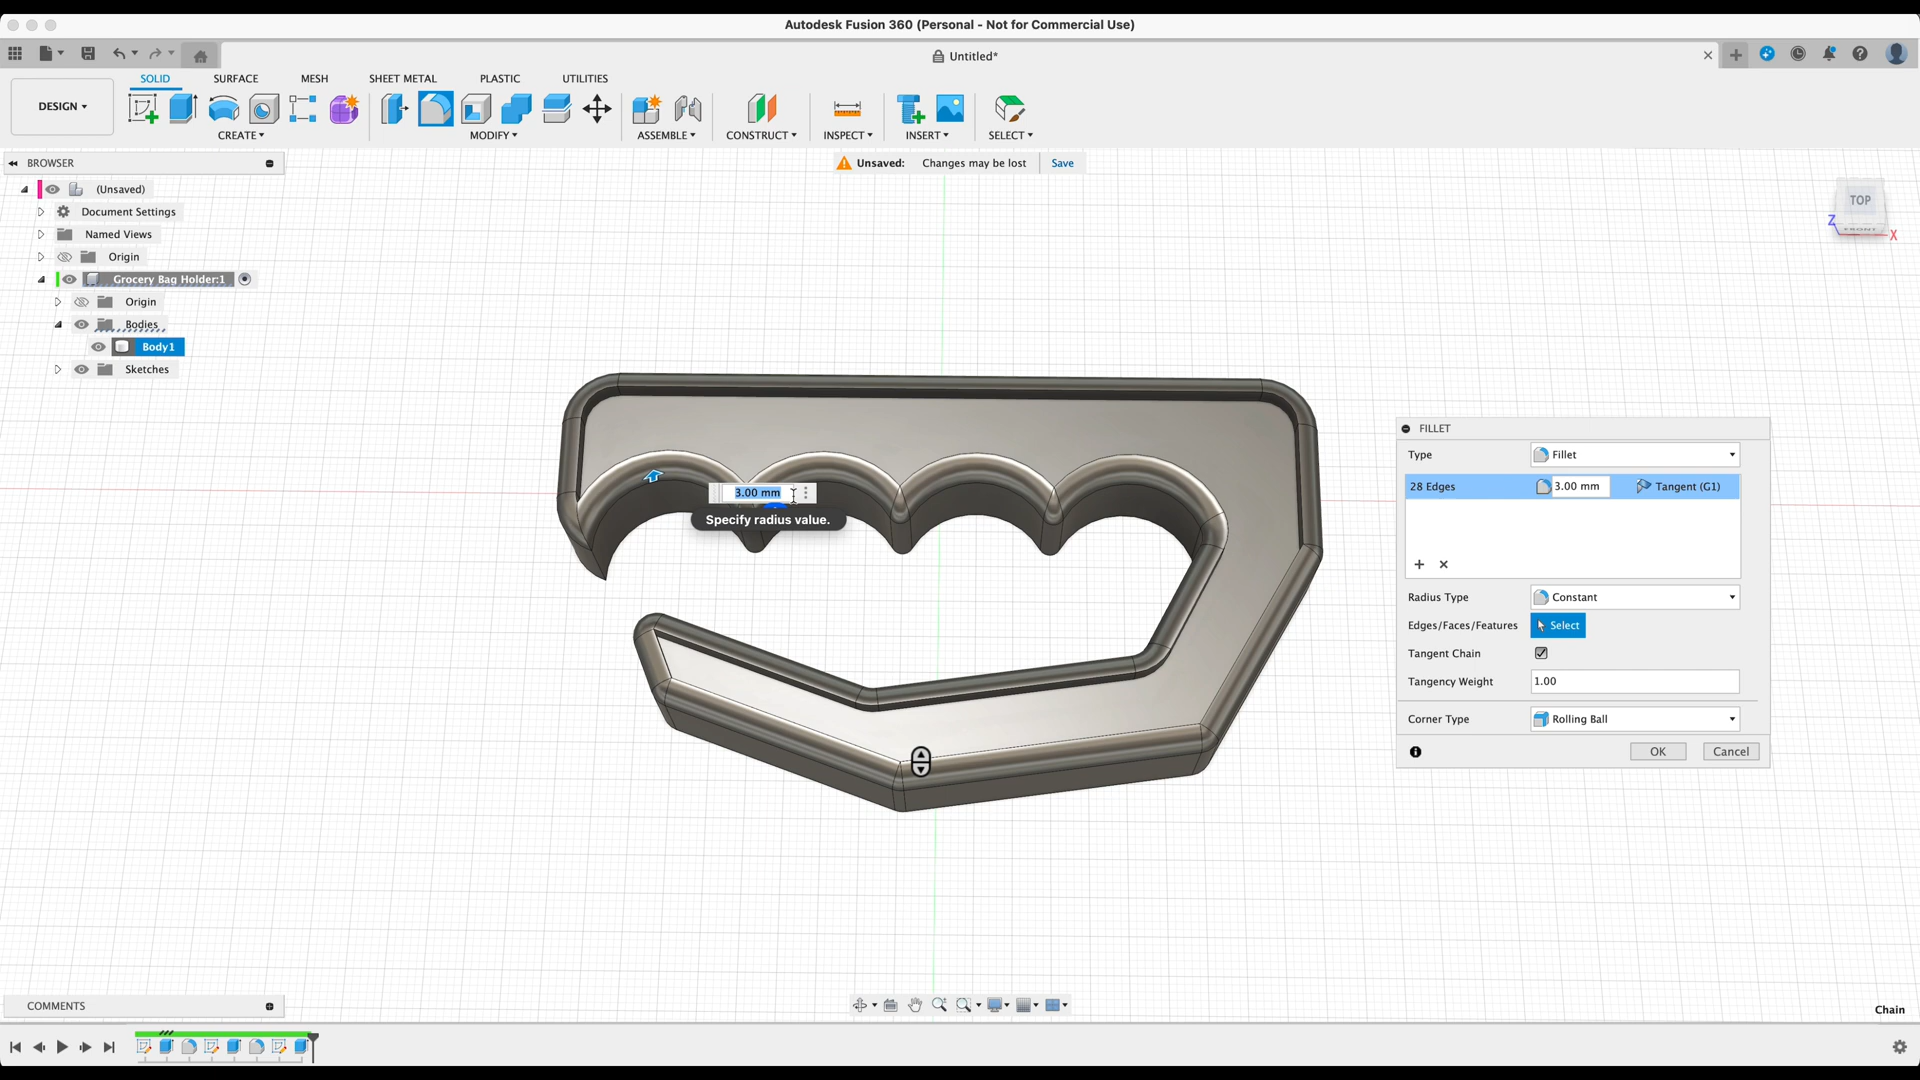 Autodesk Fusion 360 (Personal - Not for Commercial Use)
Untitled*
SOLID SURFACE MESH SHEET METAL PLASTIC UTILITIES
DESIGN
CREATE MODIFY ASSEMBLE CONSTRUCT INSPECT INSERT SELECT
BROWSER
Unsaved: Changes may be lost Save
(Unsaved)
Document Settings
Named Views
Origin
Grocery Bag Holder:1
Origin
Bodies
Body1
Sketches
TOP
FRONT
Z
X
3.00 mm
Specify radius value.
FILLET
Type Fillet
28 Edges 3.00 mm Tangent (G1)
Radius Type Constant
Edges/Faces/Features Select
Tangent Chain
Tangency Weight 1.00
Corner Type Rolling Ball
OK Cancel
COMMENTS
Chain